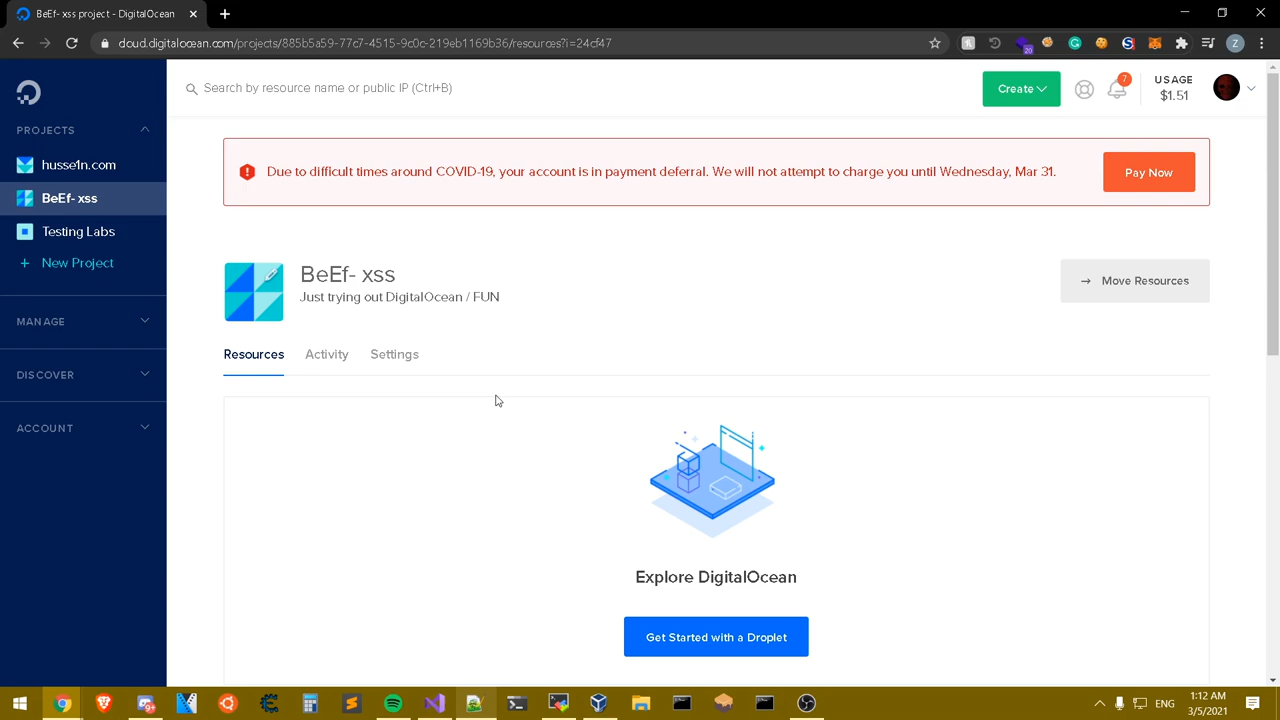 BeEf- xss project - DigitalOcean
cloud.digitalocean.com/projects/885b5a59-77c7-4515-9c0c-219eb1169b36/resources?i=24cf47
20
Z
PROJECTS
husse1n.com
BeEf- xss
Testing Labs
+ New Project
MANAGE
DISCOVER
ACCOUNT
Search by resource name or public IP (Ctrl+B)
Create
7
USAGE
$1.51
Due to difficult times around COVID-19, your account is in payment deferral. We will not attempt to charge you until Wednesday, Mar 31.
Pay Now
BeEf- xss
Just trying out DigitalOcean / FUN
→ Move Resources
Resources Activity Settings
Explore DigitalOcean
Get Started with a Droplet
ENG
1:12 AM
3/5/2021